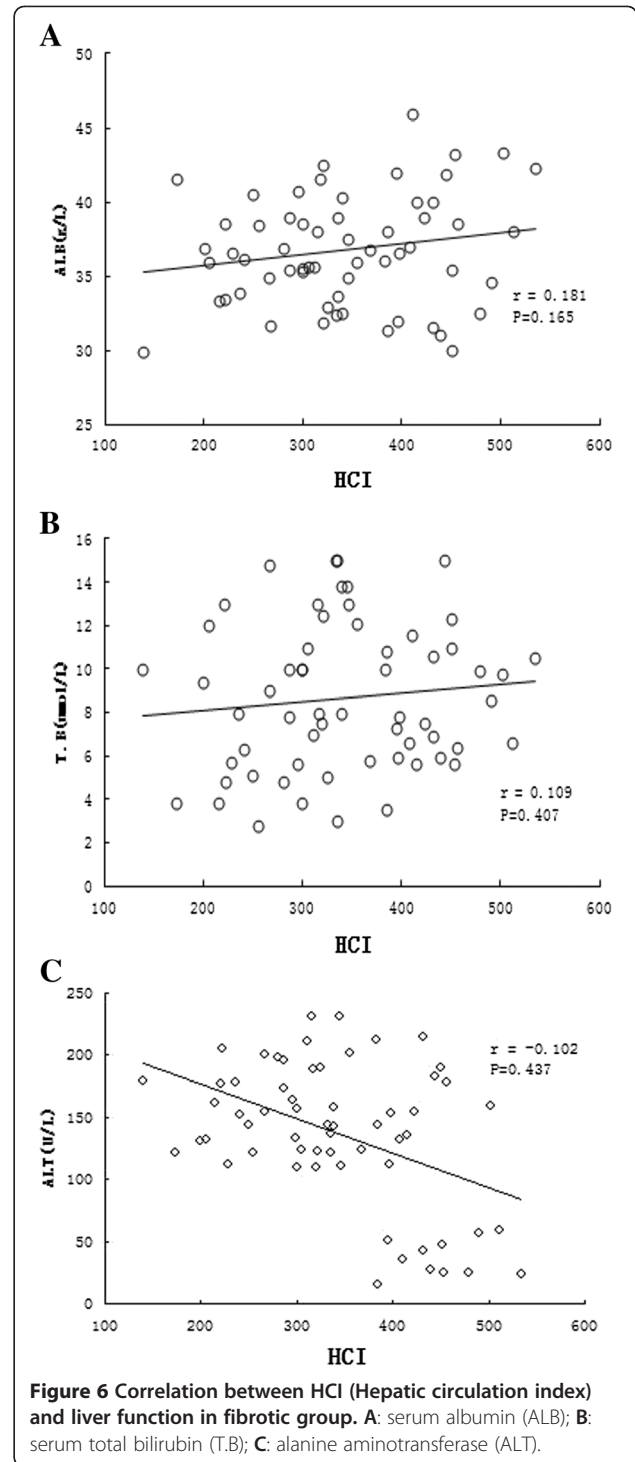 A
50
45
40
35
30
25
ALB(g/L)
r = 0.181
P=0.165
100 200 300 400 500 600
HCI
B
16
14
12
10
8
6
4
2
0
r = 0.109
P=0.407
100 200 300 400 500 600
HCI
C
250
200
150
100
50
0
ALT(U/L)
r = -0.102
P=0.437
100 200 300 400 500 600
HCI
Figure 6 Correlation between HCI (Hepatic circulation index)
and liver function in fibrotic group. A: serum albumin (ALB); B:
serum total bilirubin (T.B); C: alanine aminotransferase (ALT).